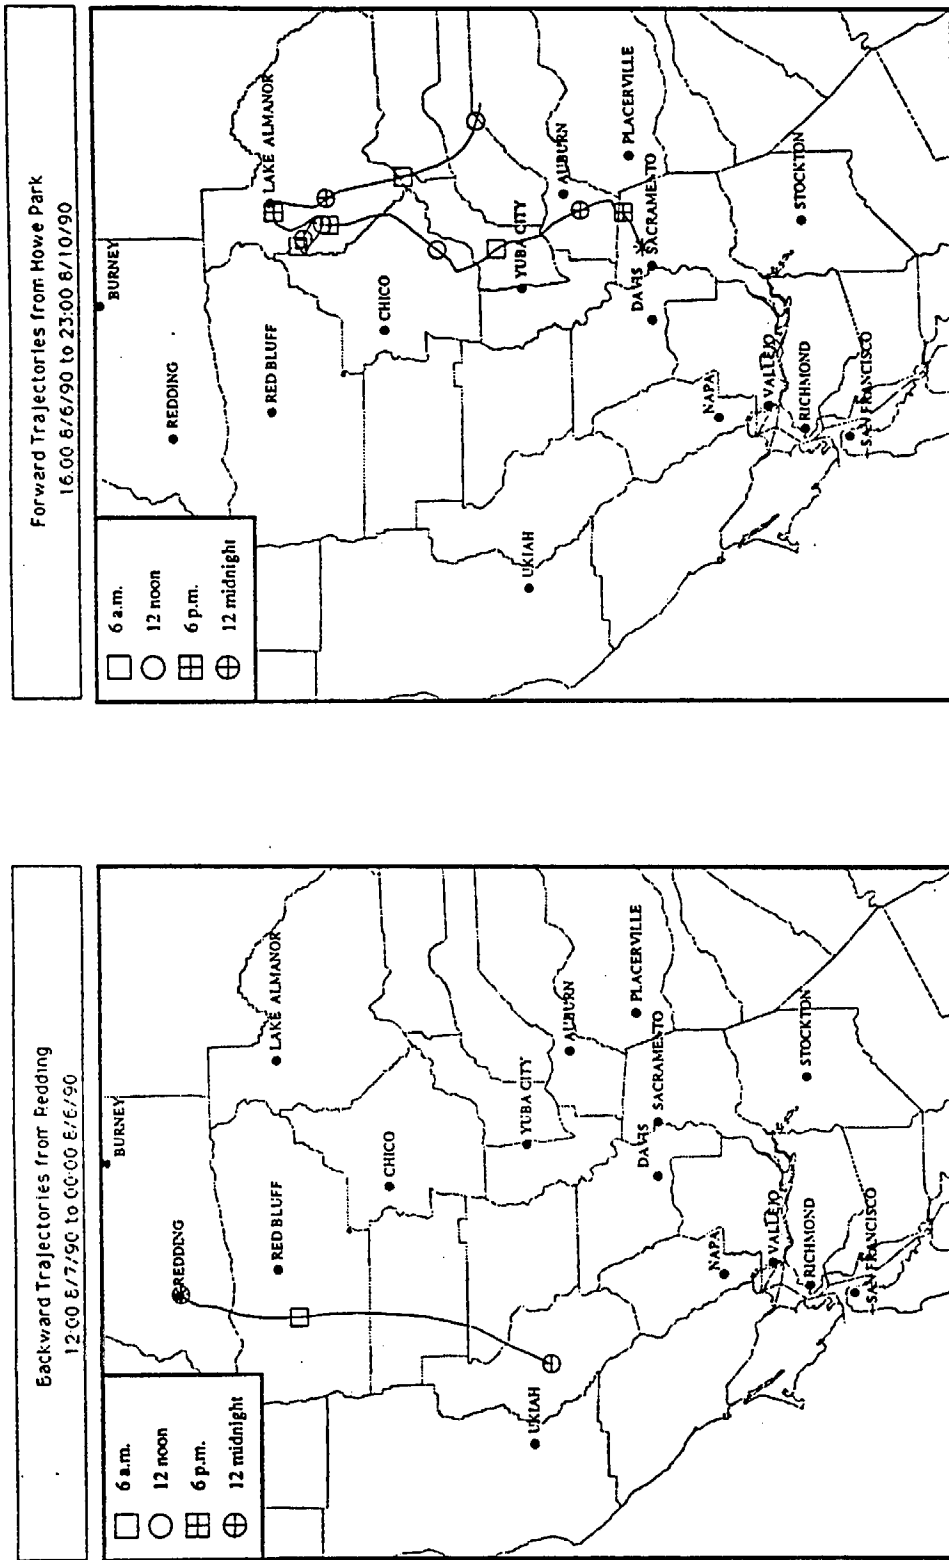 Forward Trajectories from Howe Park
16.00 8/6/90 to 23:00 8/10/90
6 a.m.
12 noon
6 p.m.
12 midnight
BURNEY
REDDING
LAKE ALMANOR
RED BLUFF
CHICO
YUBA CITY
UKIAH
AUBURN
PLACERVILLE
DAVIS
SACRAMENTO
NAPA
VALLEJO
STOCKTON
RICHMOND
SAN FRANCISCO
Backward Trajectories from Redding
12:00 8/7/90 to 00:00 8/6/90
6 a.m.
12 noon
6 p.m.
12 midnight
BURNEY
REDDING
LAKE ALMANOR
RED BLUFF
CHICO
YUBA CITY
UKIAH
AUBURN
PLACERVILLE
DAVIS
SACRAMENTO
NAPA
VALLEJO
STOCKTON
RICHMOND
SAN FRANCISCO